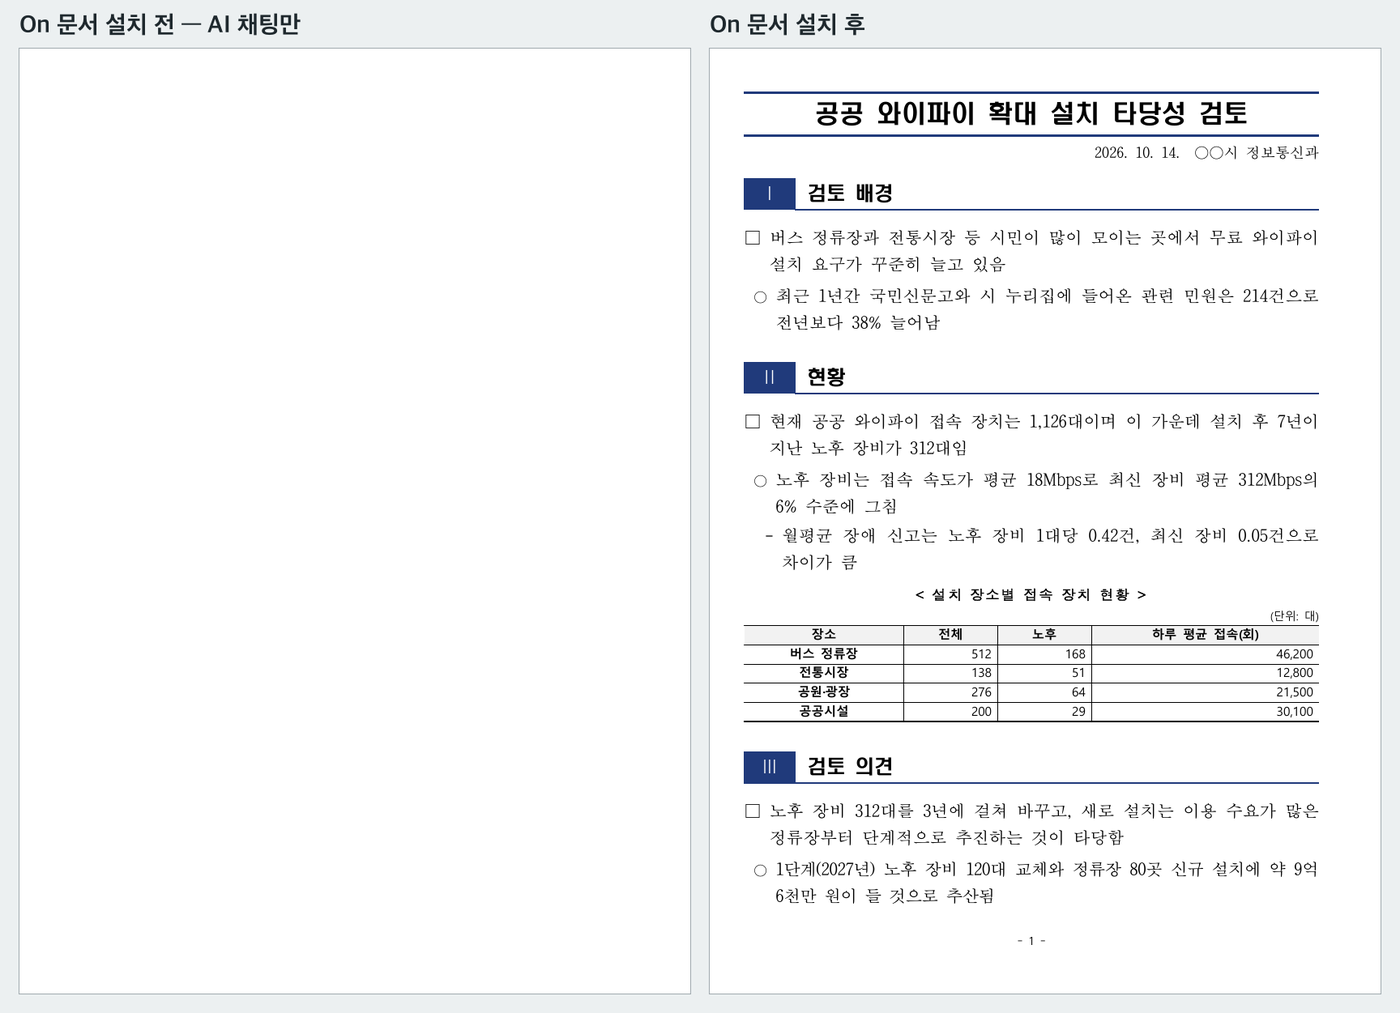 On 문서 설치 전 — AI 채팅만
On 문서 설치 후
공공 와이파이 확대 설치 타당성 검토
2026. 10. 14. ○○시 정보통신과
Ⅰ 검토 배경
□ 버스 정류장과 전통시장 등 시민이 많이 모이는 곳에서 무료 와이파이
설치 요구가 꾸준히 늘고 있음
○ 최근 1년간 국민신문고와 시 누리집에 들어온 관련 민원은 214건으로
전년보다 38% 늘어남
Ⅱ 현황
□ 현재 공공 와이파이 접속 장치는 1,126대이며 이 가운데 설치 후 7년이
지난 노후 장비가 312대임
○ 노후 장비는 접속 속도가 평균 18Mbps로 최신 장비 평균 312Mbps의
6% 수준에 그침
- 월평균 장애 신고는 노후 장비 1대당 0.42건, 최신 장비 0.05건으로
차이가 큼
< 설치 장소별 접속 장치 현황 >
(단위: 대)
장소 전체 노후 하루 평균 접속(회)
버스 정류장 512 168 46,200
전통시장 138 51 12,800
공원·광장 276 64 21,500
공공시설 200 29 30,100
Ⅲ 검토 의견
□ 노후 장비 312대를 3년에 걸쳐 바꾸고, 새로 설치는 이용 수요가 많은
정류장부터 단계적으로 추진하는 것이 타당함
○ 1단계(2027년) 노후 장비 120대 교체와 정류장 80곳 신규 설치에 약 9억
6천만 원이 들 것으로 추산됨
- 1 -